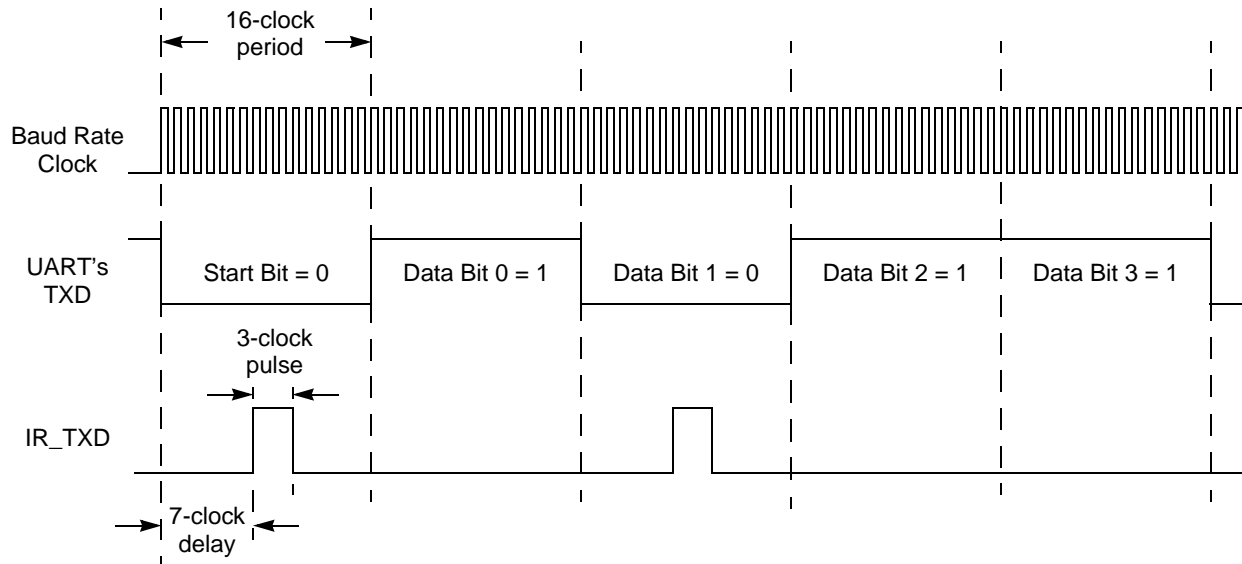 16-clock
period
Baud Rate
Clock
UART's
TXD
Start Bit = 0
Data Bit 0 = 1
Data Bit 1 = 0
Data Bit 2 = 1
Data Bit 3 = 1
3-clock
pulse
IR_TXD
7-clock
delay